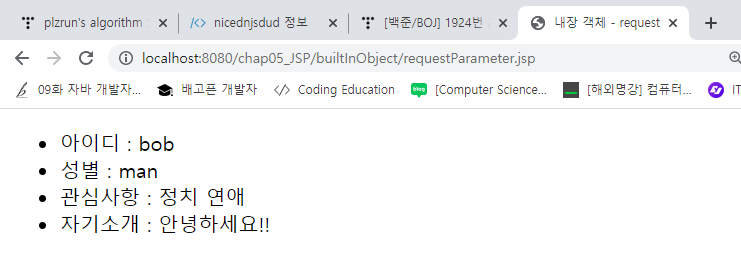 plzrun's algorithm
nicednjsdud 정보
[백준/BOJ] 1924번
내장 객체 - request
localhost:8080/chap05_JSP/builtInObject/requestParameter.jsp
09화 자바 개발자...
배고픈 개발자
Coding Education
blog
[Computer Science...
[해외명강] 컴퓨터...
IT
아이디 : bob
성별 : man
관심사항 : 정치 연애
자기소개 : 안녕하세요!!